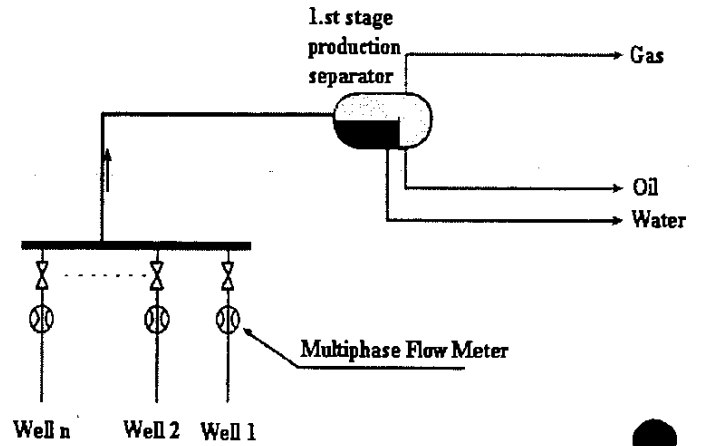 1.st stage
production
separator
Gas
Oil
Water
Multiphase Flow Meter
Well n
Well 2
Well 1